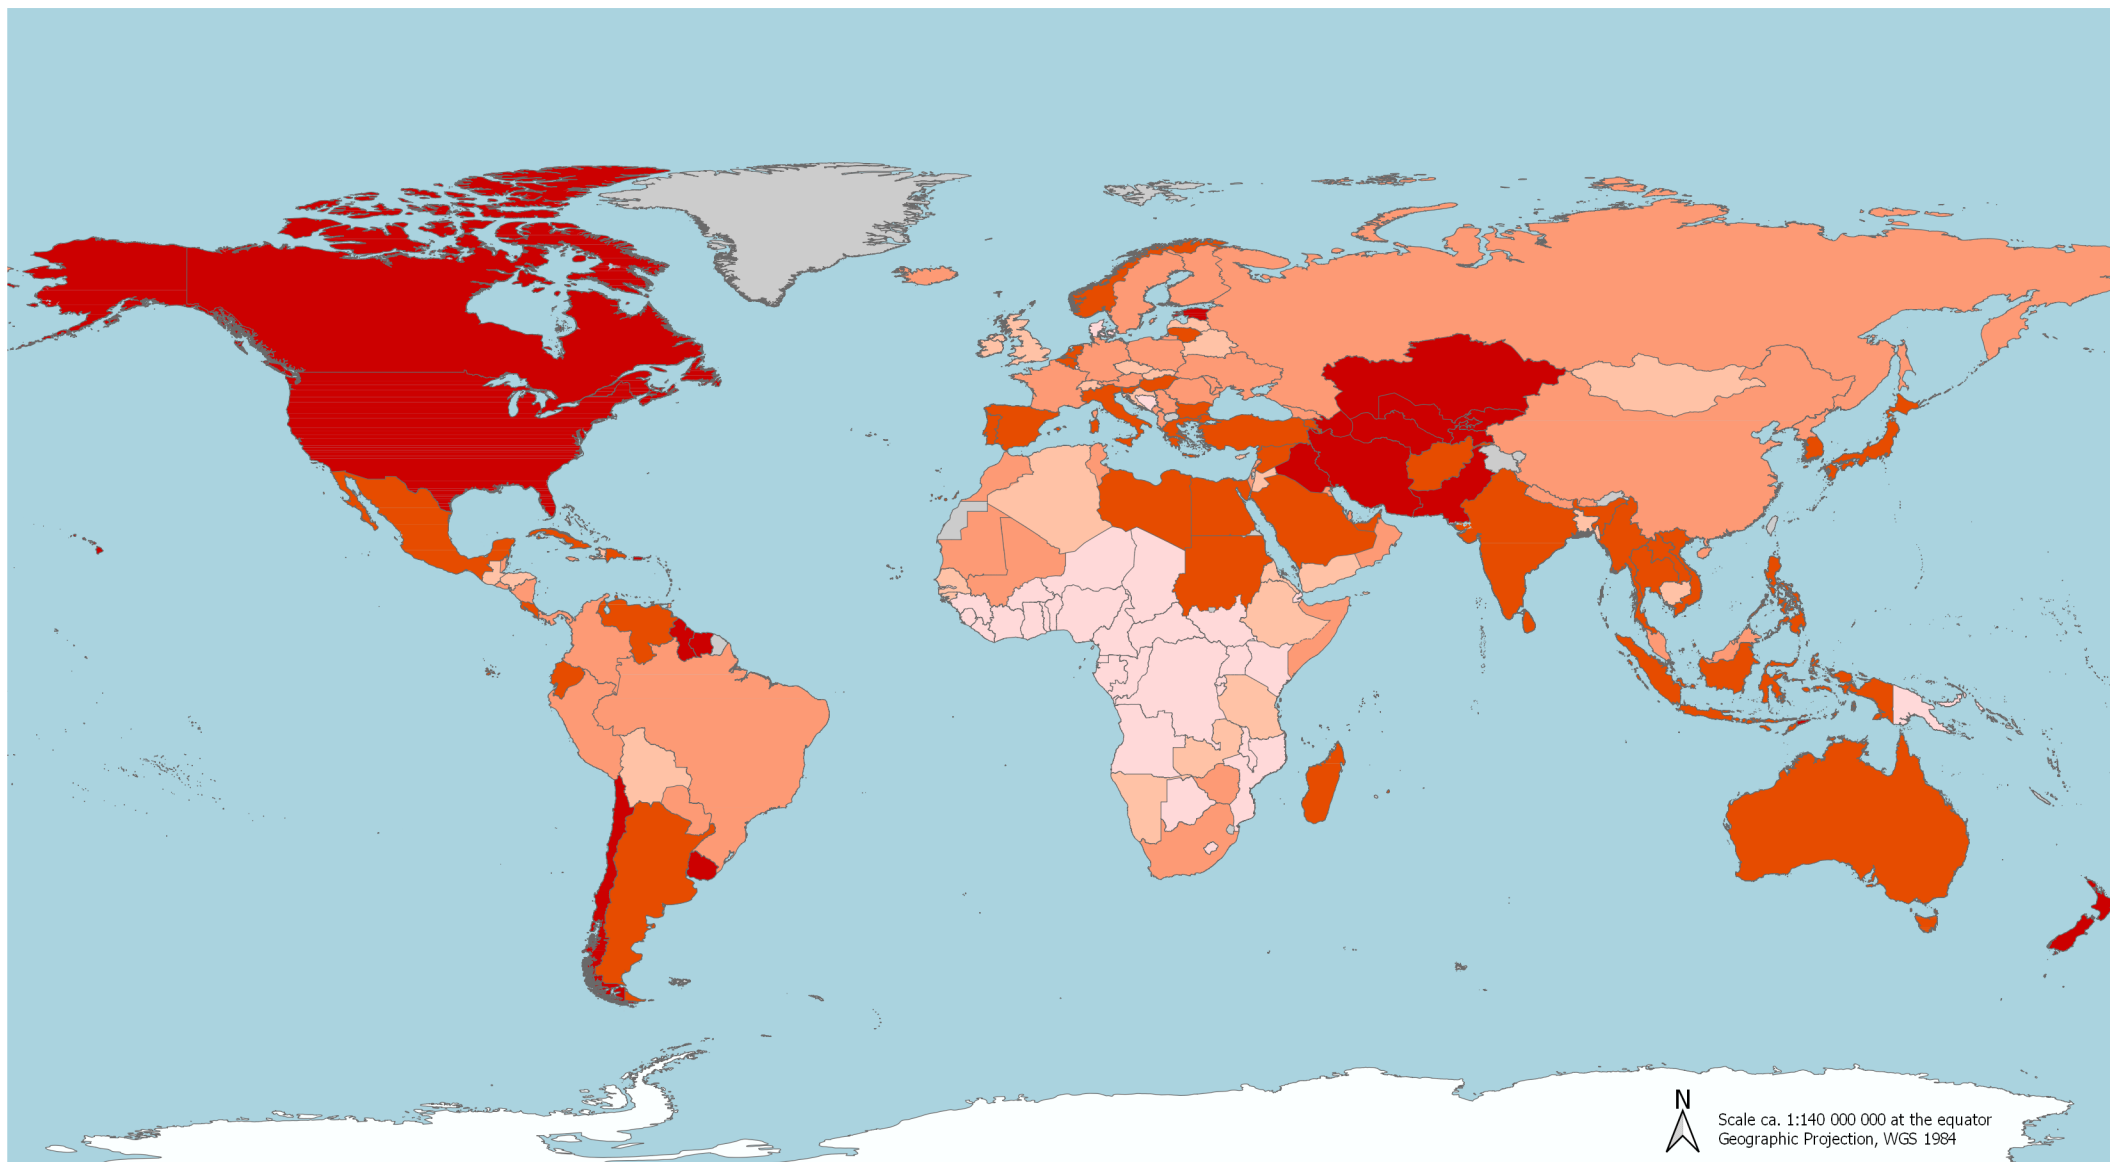 N
Scale ca. 1:140 000 000 at the equator
Geographic Projection, WGS 1984